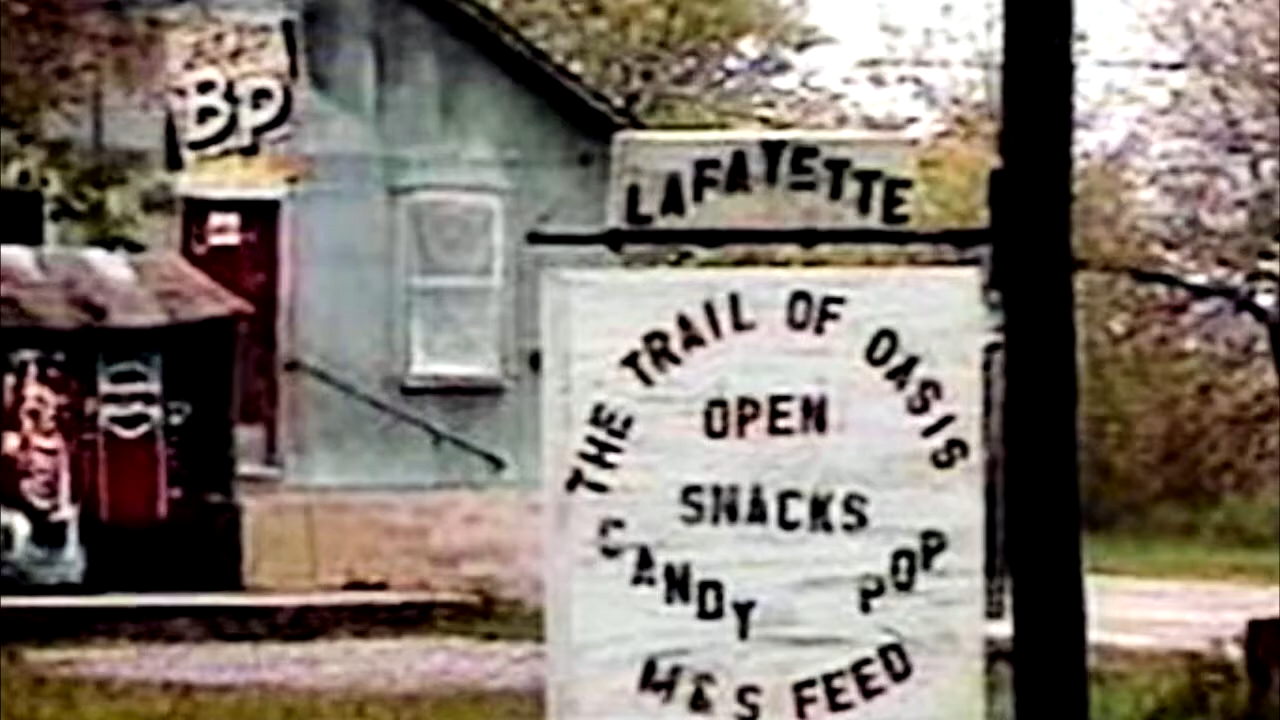 BP
LAFAYETTE
THE TRAIL OF OASIS
OPEN
SNACKS
CANDY POP
M&S FEED